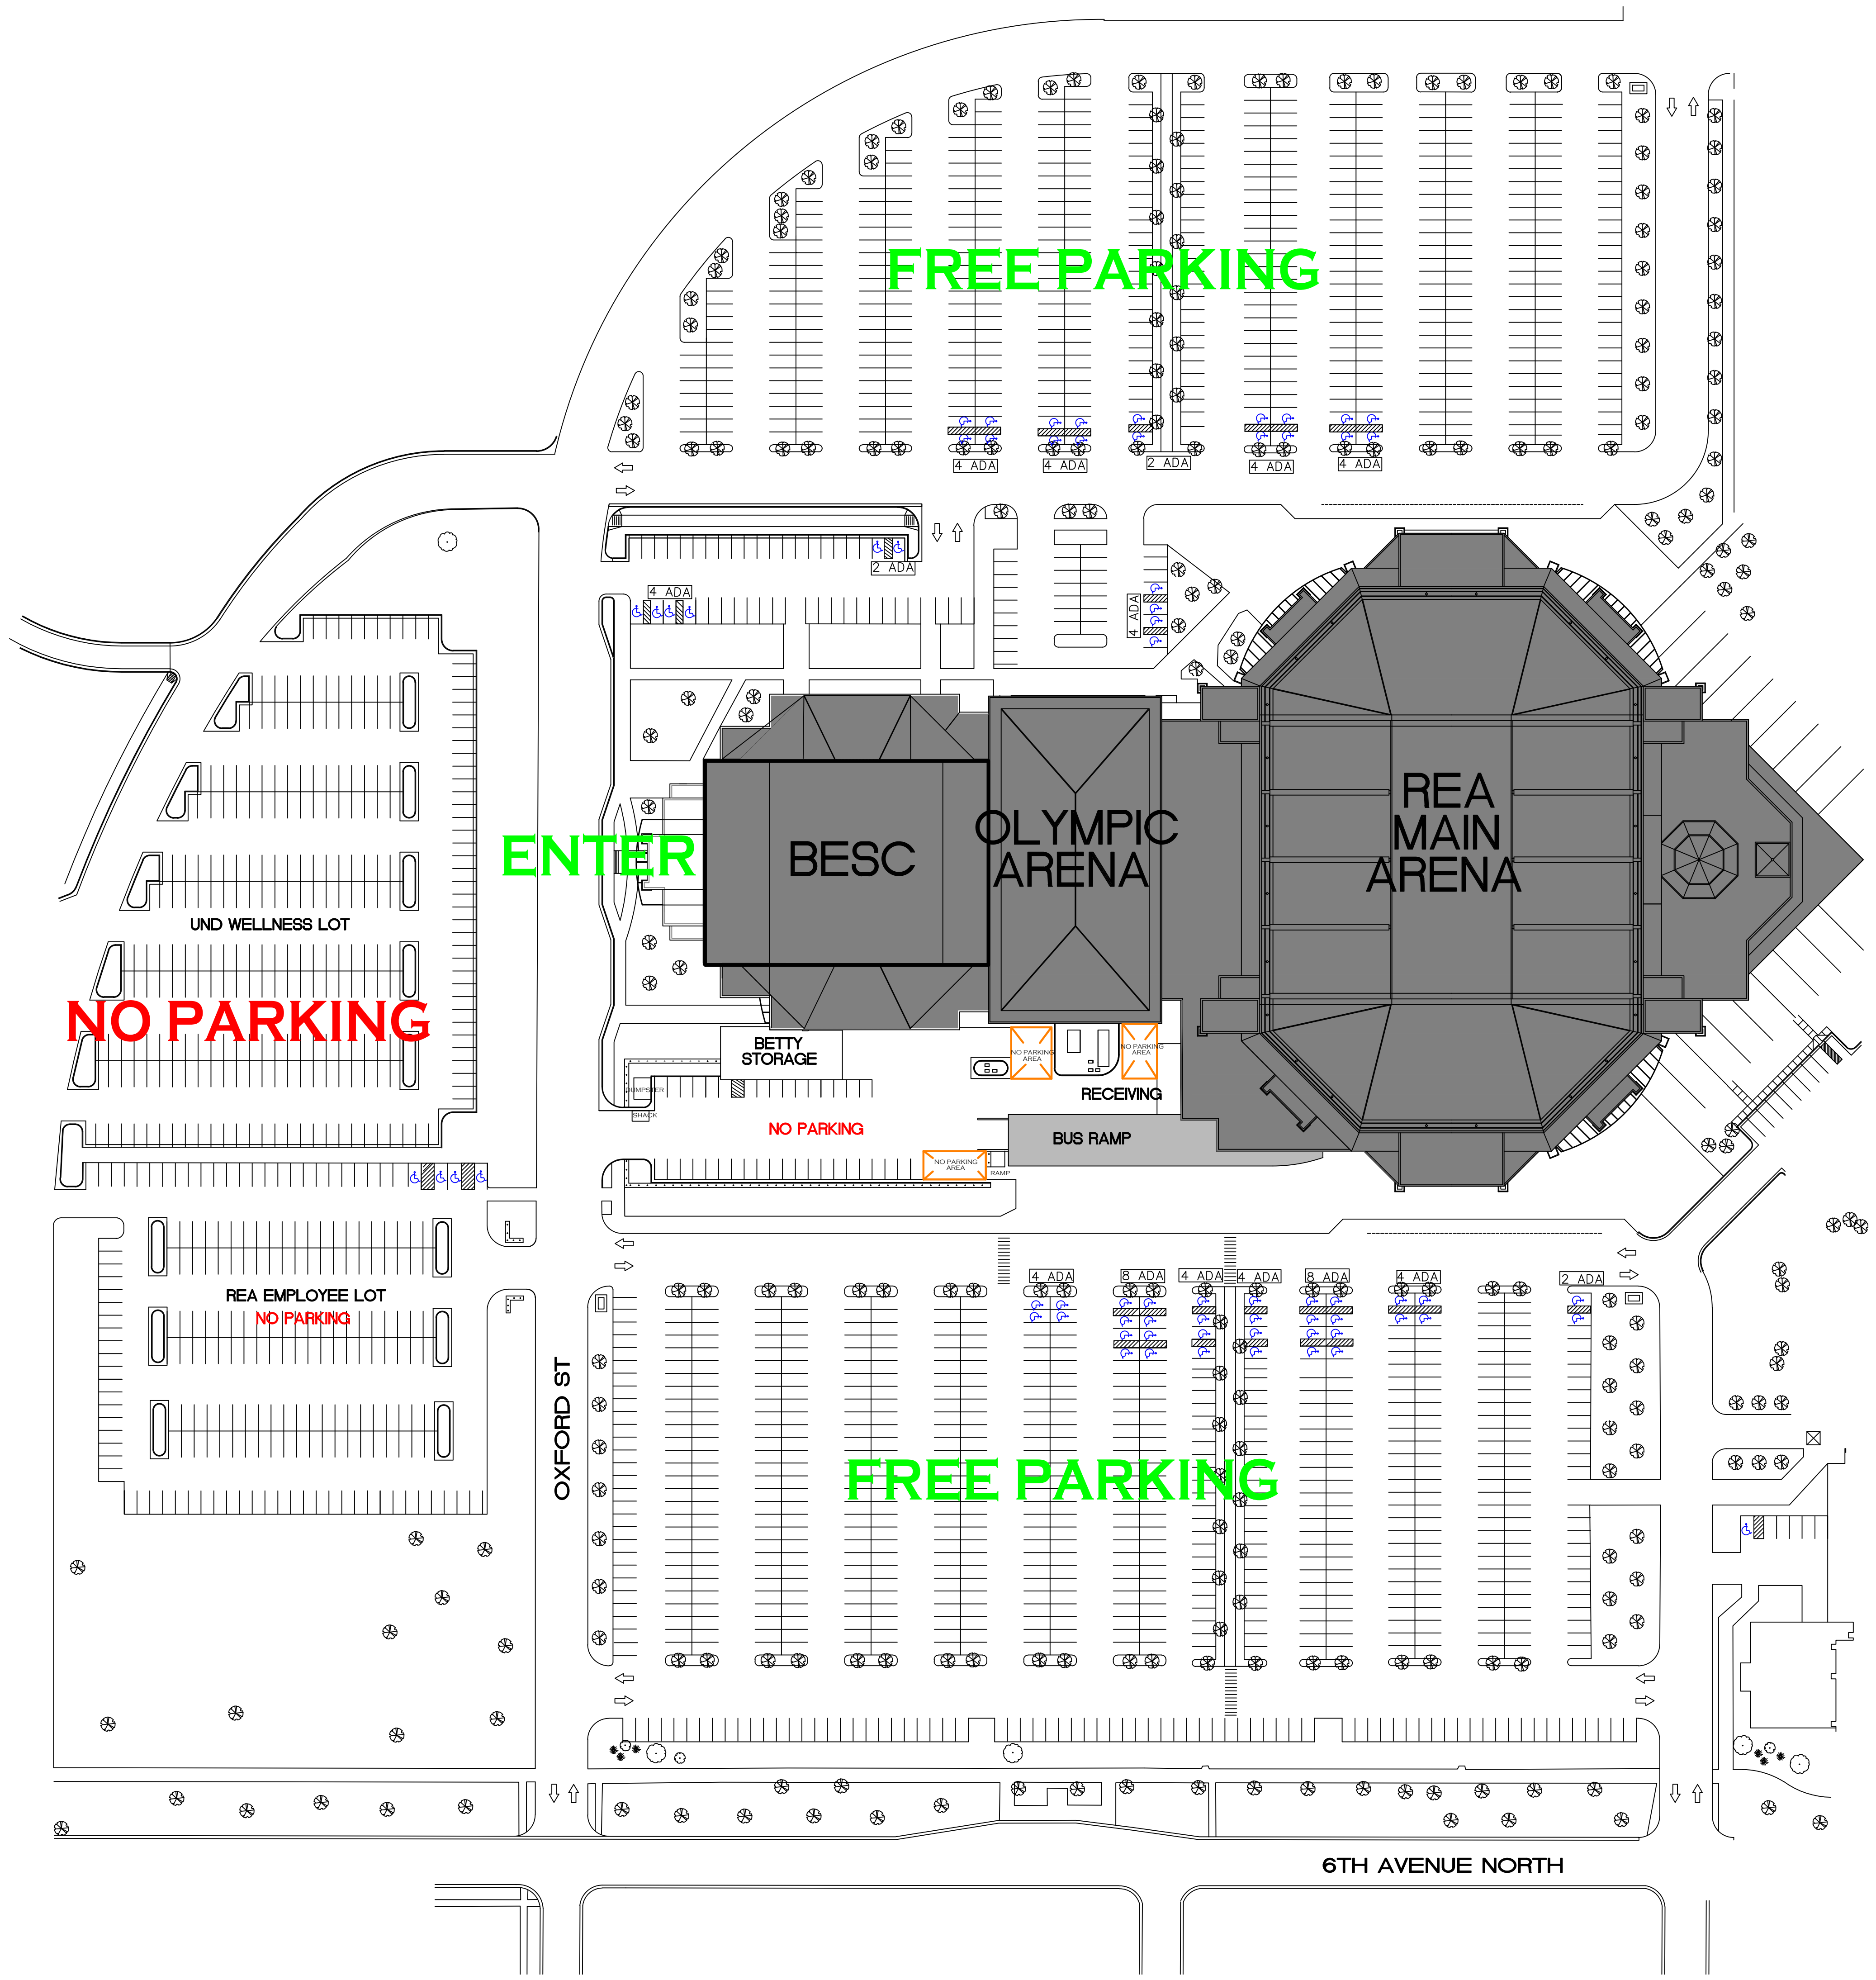 FREE PARKING
4 ADA
4 ADA
2 ADA
4 ADA
4 ADA
2 ADA
4 ADA
4 ADA
REA
MAIN
ARENA
OLYMPIC
ARENA
BESC
ENTER
UND WELLNESS LOT
NO PARKING
BETTY
STORAGE
NO PARKING
AREA
NO PARKING
AREA
DUMPSTER
SHACK
RECEIVING
NO PARKING
BUS RAMP
NO PARKING
AREA
RAMP
4 ADA
8 ADA
4 ADA
4 ADA
8 ADA
4 ADA
2 ADA
REA EMPLOYEE LOT
NO PARKING
OXFORD ST
FREE PARKING
6TH AVENUE NORTH